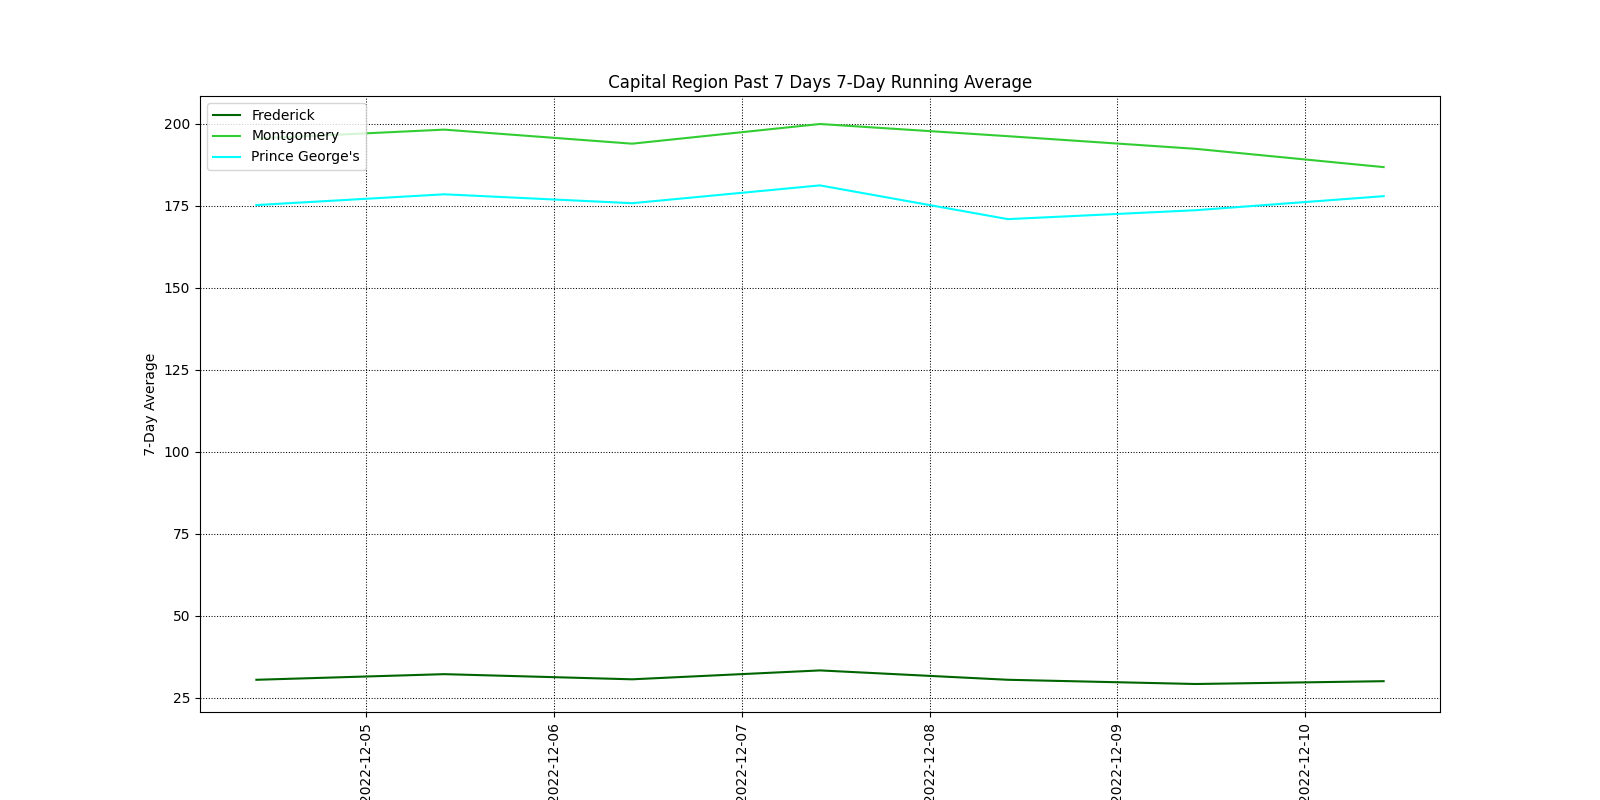 Capital Region Past 7 Days 7-Day Running Average
Frederick
Montgomery
Prince George's
7-Day Average
200
175
150
125
100
75
50
25
2022-12-05
2022-12-06
2022-12-07
2022-12-08
2022-12-09
2022-12-10